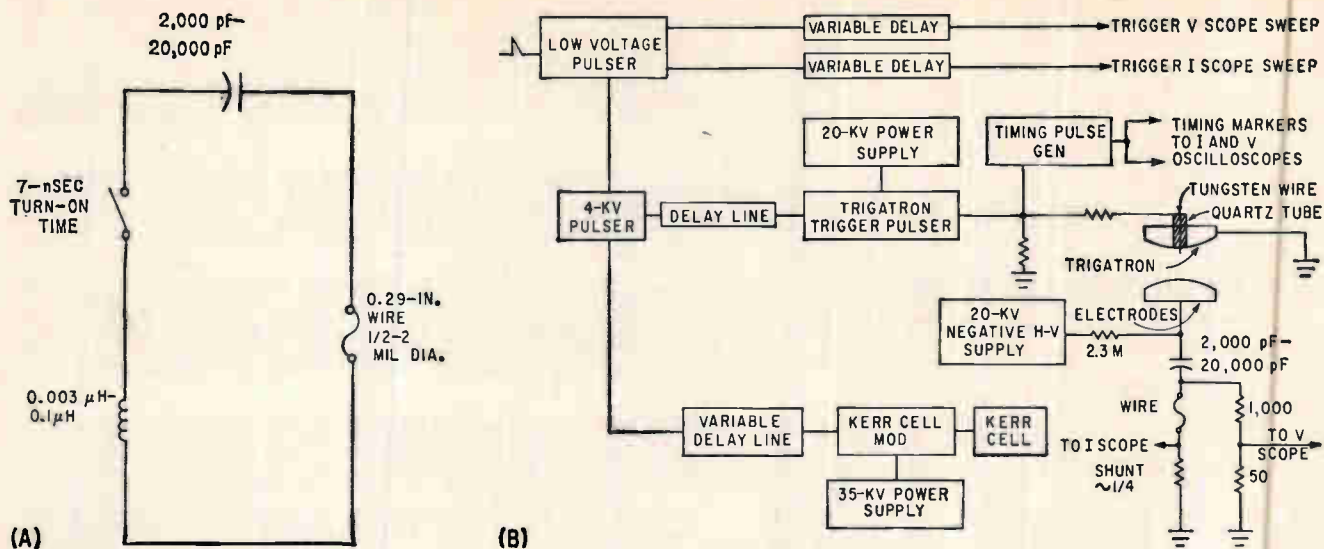 2,000 pF–
20,000 pF
7–nSEC
TURN–ON
TIME
0.29–IN.
WIRE
1/2–2
MIL DIA.
0.003 μH–
0.1μH
(A)
LOW VOLTAGE
PULSER
VARIABLE DELAY
TRIGGER V SCOPE SWEEP
VARIABLE DELAY
TRIGGER I SCOPE SWEEP
20-KV POWER
SUPPLY
TIMING PULSE
GEN
TIMING MARKERS
TO I AND V
OSCILLOSCOPES
4-KV
PULSER
DELAY LINE
TRIGATRON
TRIGGER PULSER
TUNGSTEN WIRE
QUARTZ TUBE
TRIGATRON
20-KV
NEGATIVE H-V
SUPPLY
2.3 M
ELECTRODES
2,000 pF–
20,000 pF
WIRE
1,000
TO I SCOPE
TO V
SCOPE
SHUNT
~1/4
50
VARIABLE
DELAY LINE
KERR CELL
MOD
KERR
CELL
35-KV POWER
SUPPLY
(B)